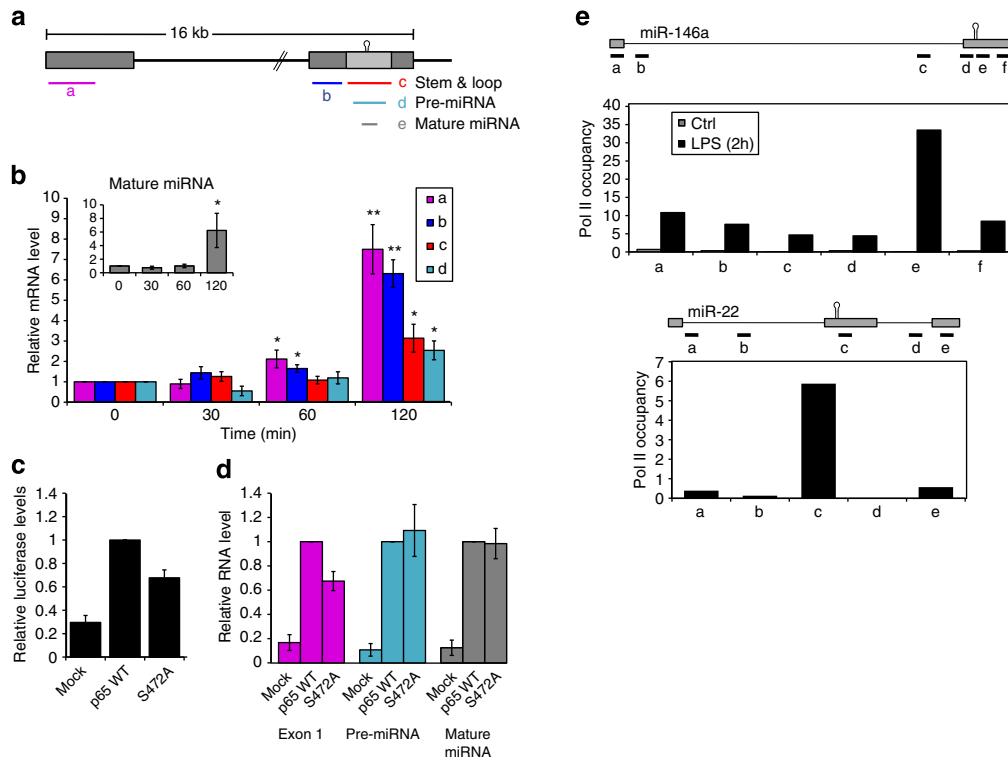 a
16 kb
a
b
c Stem & loop
d Pre-miRNA
e Mature miRNA
b
Relative mRNA level
10
9
8
7
6
5
4
3
2
1
0
Mature miRNA
10
8
6
4
2
0
0 30 60 120
*
a
b
c
d
* *
** ** * *
0 30 60 120
Time (min)
c
Relative luciferase levels
1.4
1.2
1
0.8
0.6
0.4
0.2
0
Mock p65 WT S472A
d
Relative RNA level
1.4
1.2
1
0.8
0.6
0.4
0.2
0
Mock p65 WT S472A Mock p65 WT S472A Mock p65 WT S472A
Exon 1 Pre-miRNA Mature
miRNA
e
miR-146a
a b c d e f
Pol II occupancy
40
35
30
25
20
15
10
5
0
Ctrl
LPS (2h)
a b c d e f
miR-22
a b c d e
Pol II occupancy
7
6
5
4
3
2
1
0
a b c d e